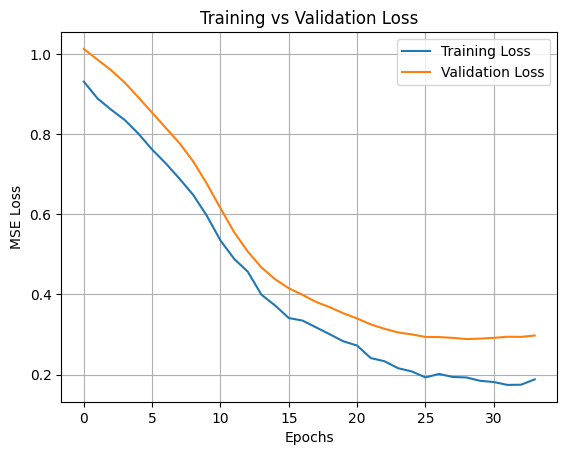 Training vs Validation Loss
Training Loss
Validation Loss
1.0
0.8
0.6
0.4
0.2
MSE Loss
0 5 10 15 20 25 30
Epochs